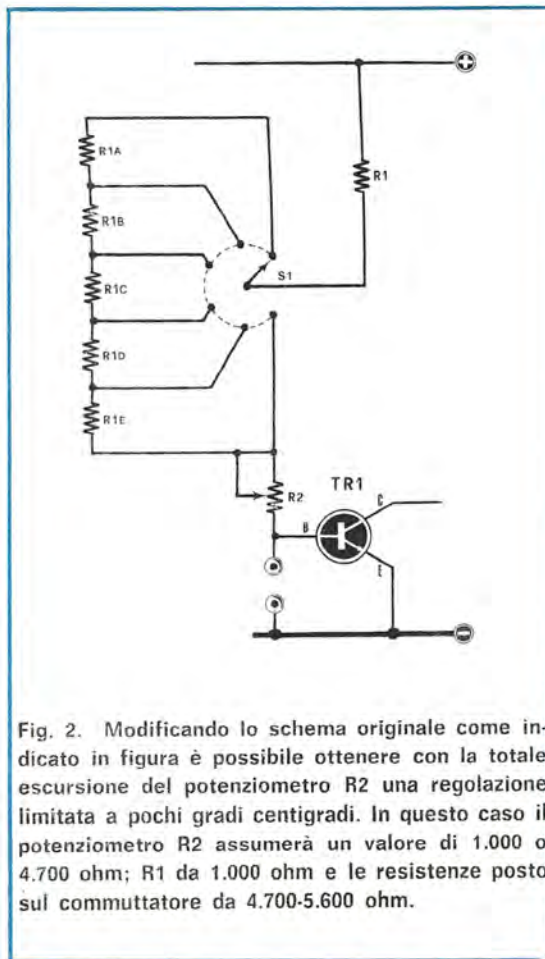 +
R1A
R1
R1B
S1
R1C
R1D
R1E
R2
TR1
C
B
E
−
Fig. 2. Modificando lo schema originale come in-
dicato in figura è possibile ottenere con la totale
escursione del potenziometro R2 una regolazione
limitata a pochi gradi centigradi. In questo caso il
potenziometro R2 assumerà un valore di 1.000 o
4.700 ohm; R1 da 1.000 ohm e le resistenze posto
sul commuttatore da 4.700-5.600 ohm.